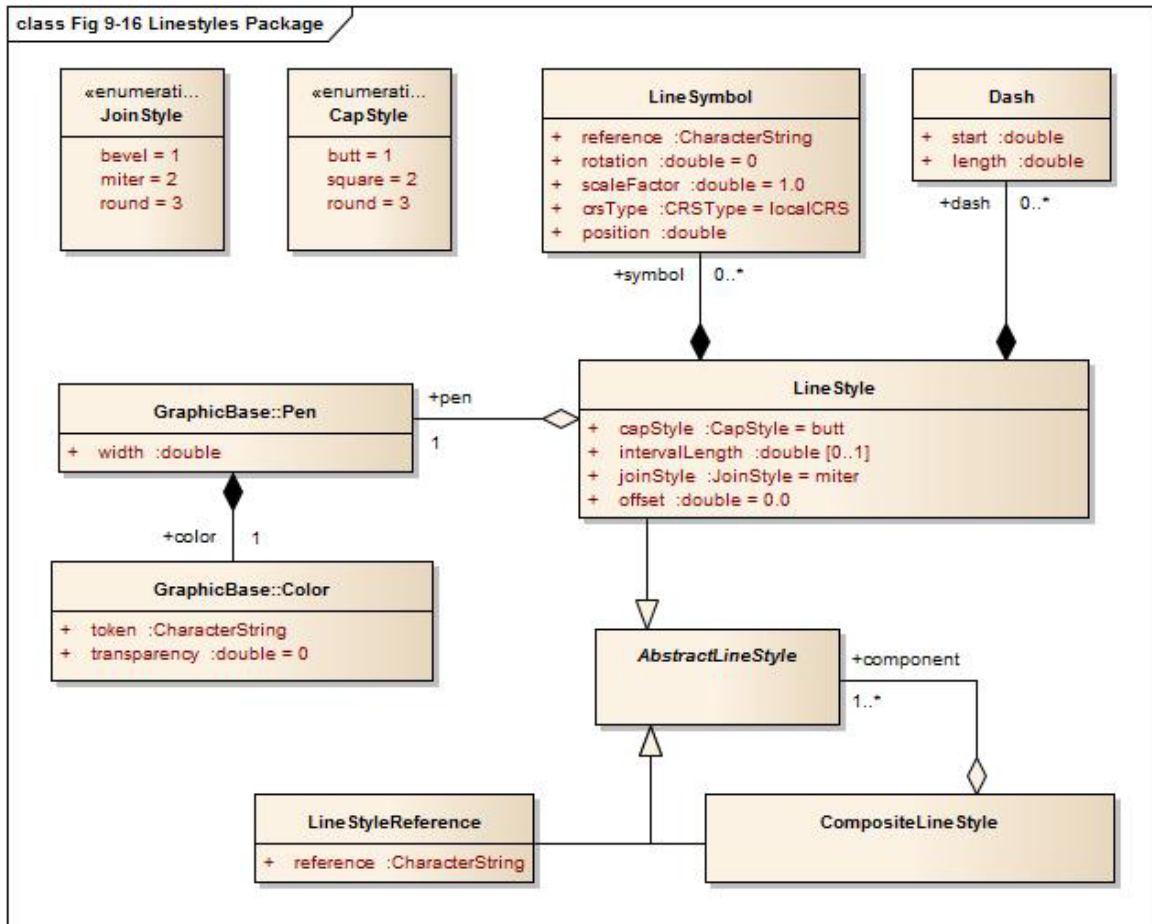 class Fig 9-16 Linestyles Package
«enumerati...
JoinStyle
bevel = 1
miter = 2
round = 3
«enumerati...
CapStyle
butt = 1
square = 2
round = 3
LineSymbol
+ reference :CharacterString
+ rotation :double = 0
+ scaleFactor :double = 1.0
+ crsType :CRSType = localCRS
+ position :double
Dash
+ start :double
+ length :double
+symbol 0..*
+dash 0..*
GraphicBase::Pen
+ width :double
+pen
1
LineStyle
+ capStyle :CapStyle = butt
+ intervalLength :double [0..1]
+ joinStyle :JoinStyle = miter
+ offset :double = 0.0
+color 1
GraphicBase::Color
+ token :CharacterString
+ transparency :double = 0
AbstractLineStyle
+component
1..*
LineStyleReference
+ reference :CharacterString
CompositeLineStyle